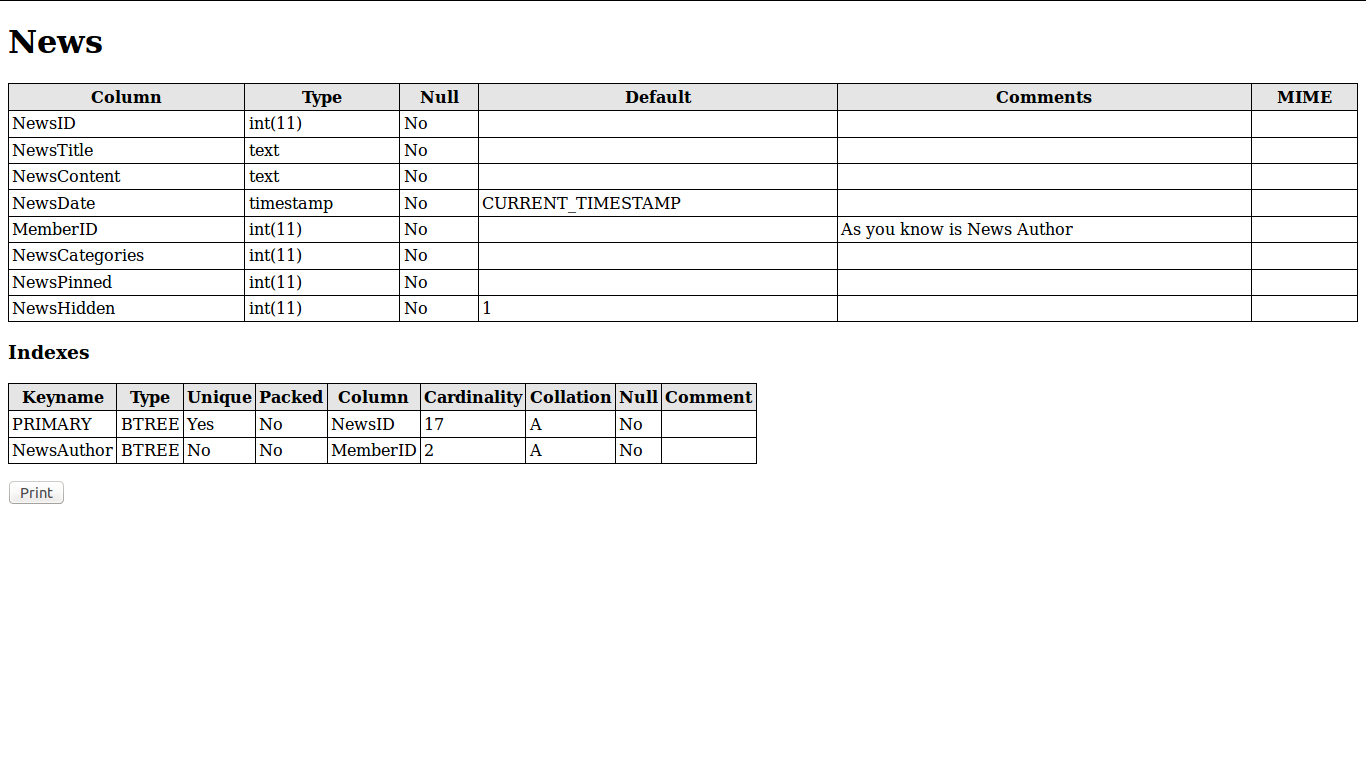 News
Column Type Null Default Comments MIME
NewsID int(11) No
NewsTitle text No
NewsContent text No
NewsDate timestamp No CURRENT_TIMESTAMP
MemberID int(11) No As you know is News Author
NewsCategories int(11) No
NewsPinned int(11) No
NewsHidden int(11) No 1
Indexes
Keyname Type Unique Packed Column Cardinality Collation Null Comment
PRIMARY BTREE Yes No NewsID 17 A No
NewsAuthor BTREE No No MemberID 2 A No
Print